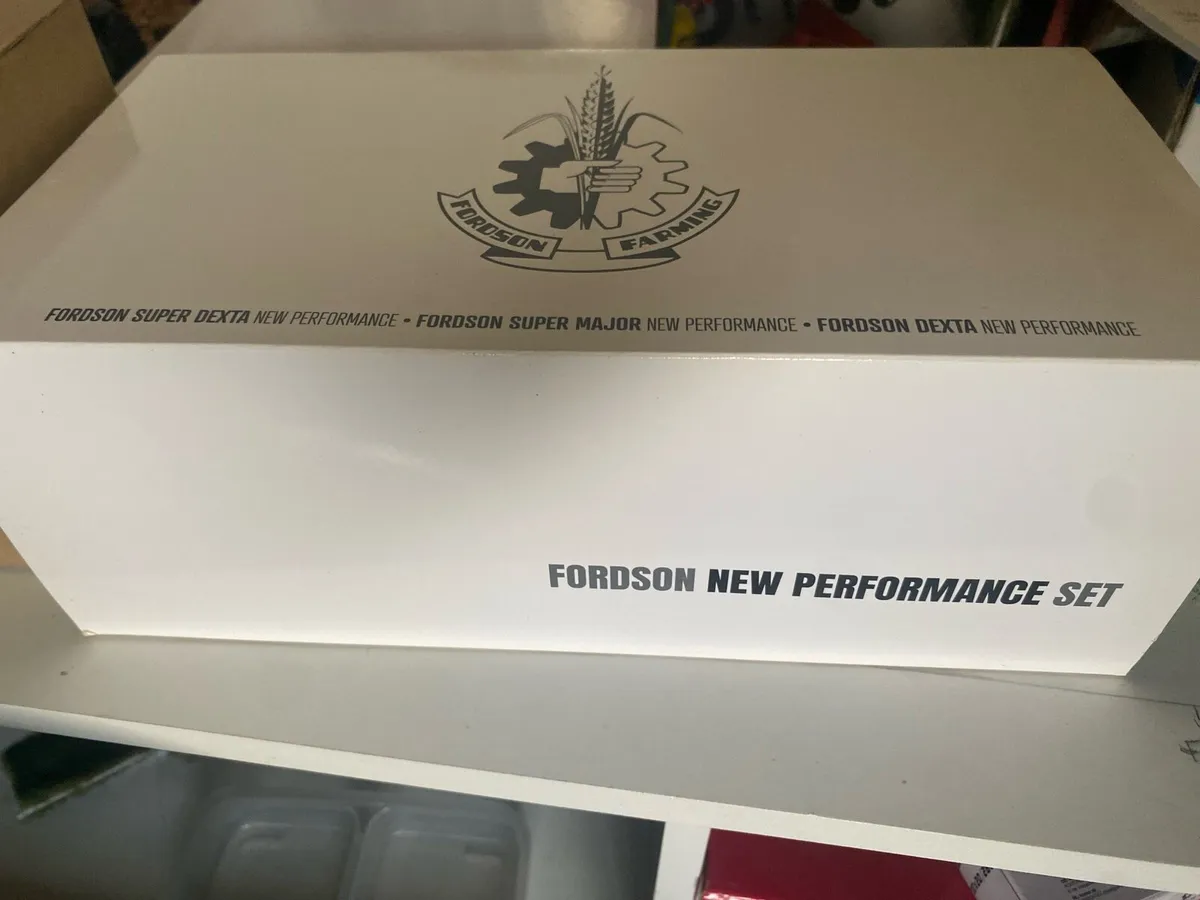 FORDSON FARMING
FORDSON SUPER DEXTA NEW PERFORMANCE • FORDSON SUPER MAJOR NEW PERFORMANCE • FORDSON DEXTA NEW PERFORMANCE
FORDSON NEW PERFORMANCE SET